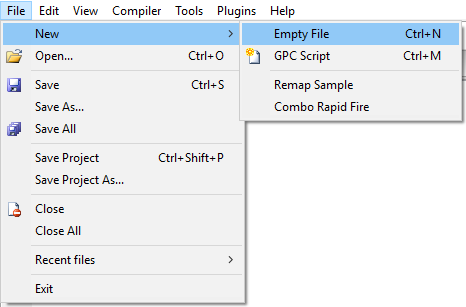 File Edit View Compiler Tools Plugins Help
New
Empty File Ctrl+N
Open... Ctrl+O
GPC Script Ctrl+M
Save Ctrl+S
Remap Sample
Save As...
Combo Rapid Fire
Save All
Save Project Ctrl+Shift+P
Save Project As...
Close
Close All
Recent files
Exit